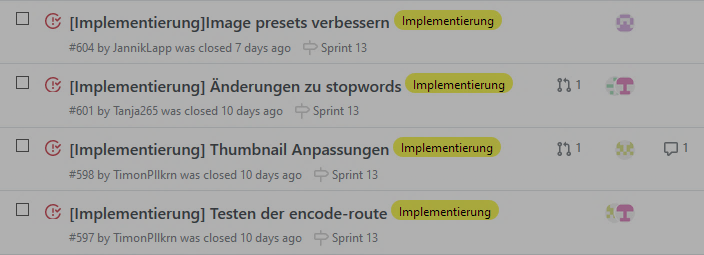 [Implementierung]Image presets verbessern Implementierung
#604 by JannikLapp was closed 7 days ago Sprint 13
[Implementierung] Änderungen zu stopwords Implementierung 1
#601 by Tanja265 was closed 10 days ago Sprint 13
[Implementierung] Thumbnail Anpassungen Implementierung 1 1
#598 by TimonPllkrn was closed 10 days ago Sprint 13
[Implementierung] Testen der encode-route Implementierung
#597 by TimonPllkrn was closed 10 days ago Sprint 13